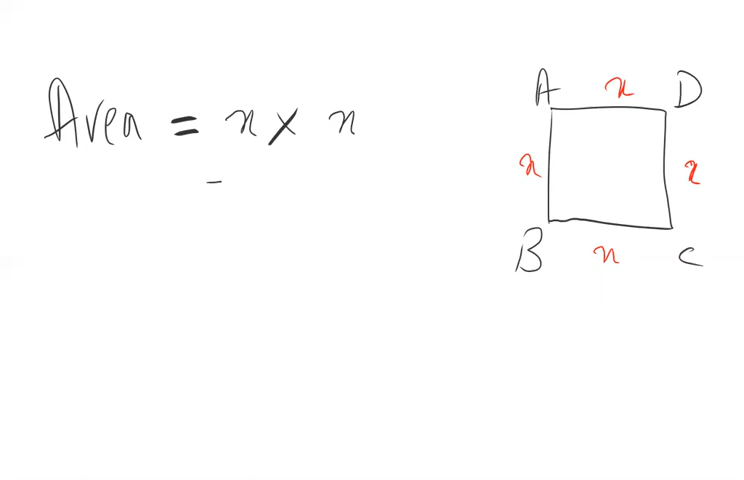 Area = x × x
A x D
x x
B x C